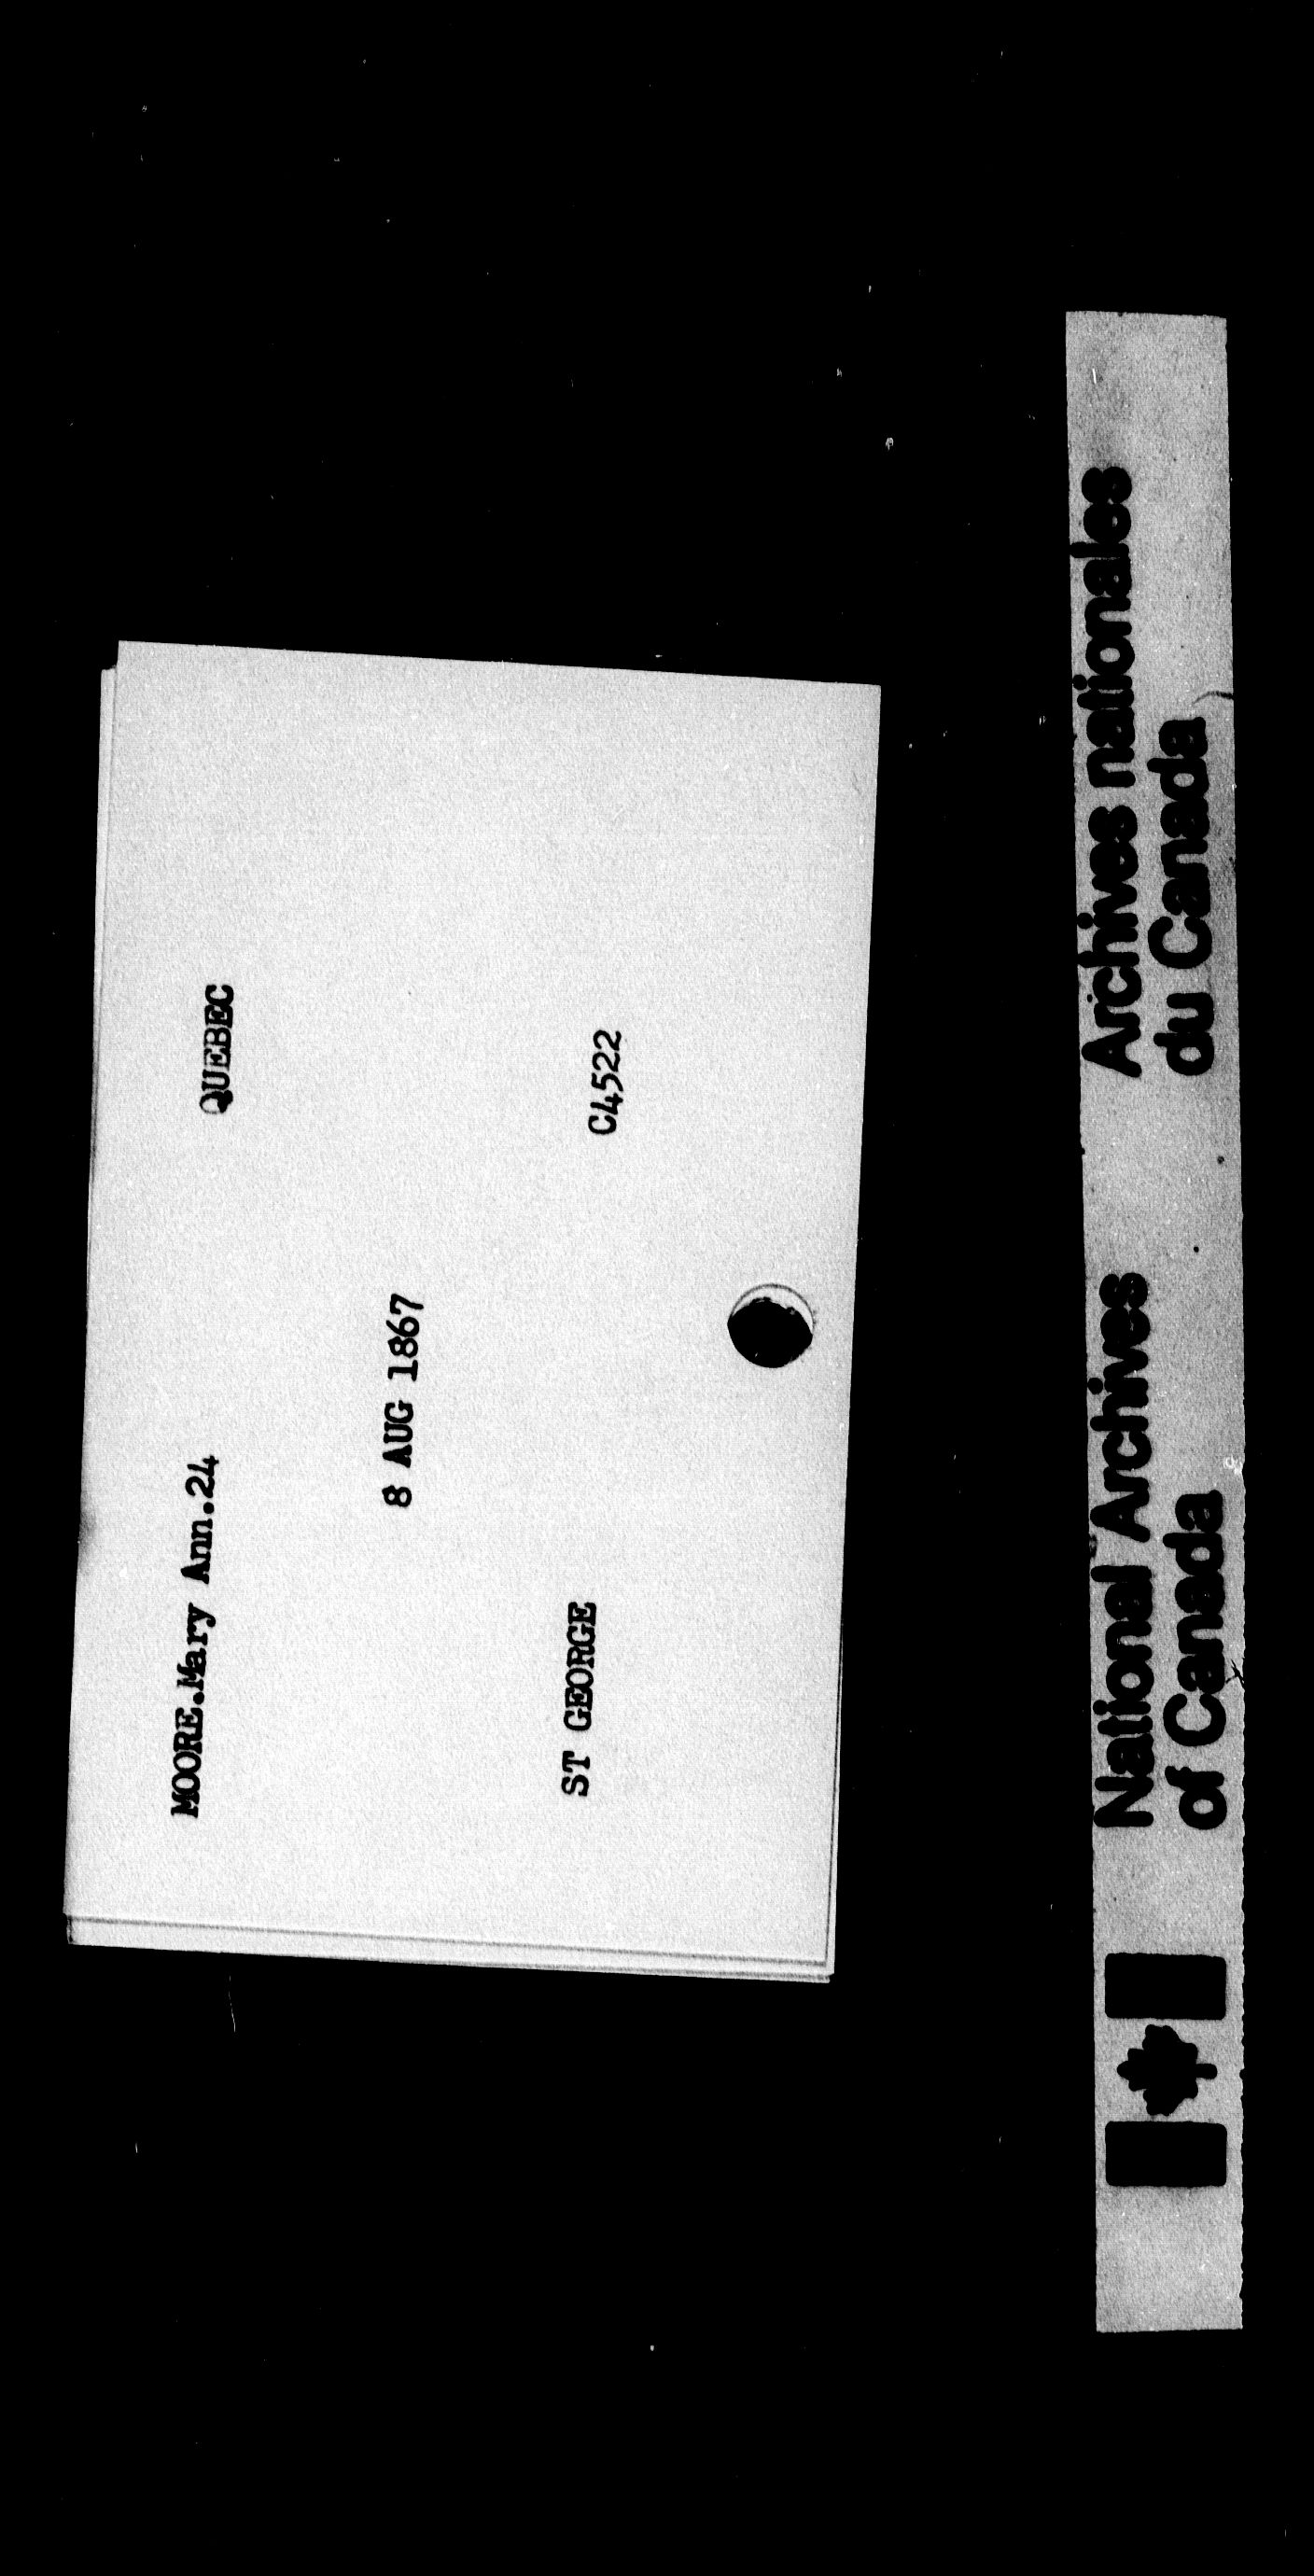 MOORE.Mary Ann.24 QUEBEC
8 AUG 1867
ST GEORGE C4522
National Archives
of Canada
Archives nationales
du Canada